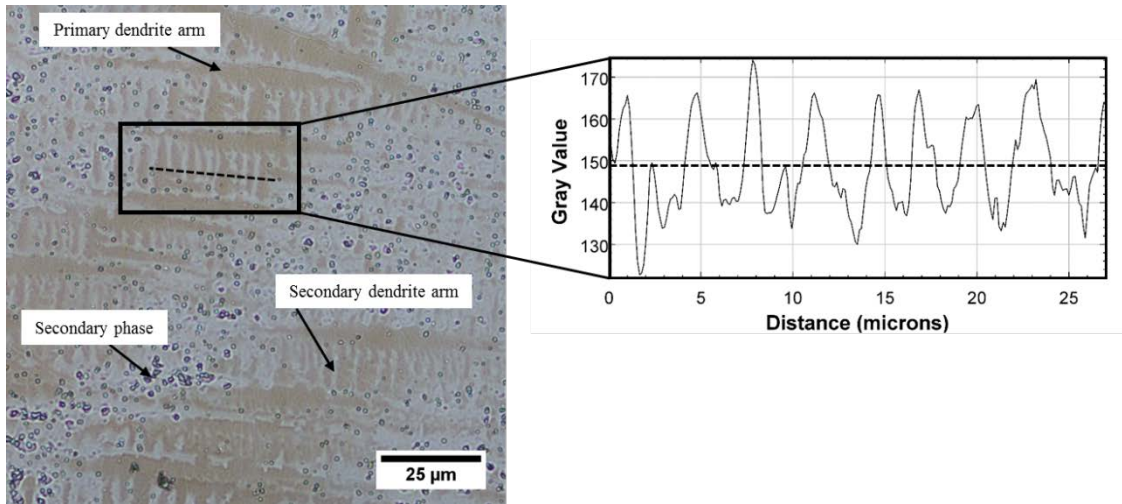 Primary dendrite arm
Secondary dendrite arm
Secondary phase
25 µm
170
160
150
140
130
Gray Value
0 5 10 15 20 25
Distance (microns)